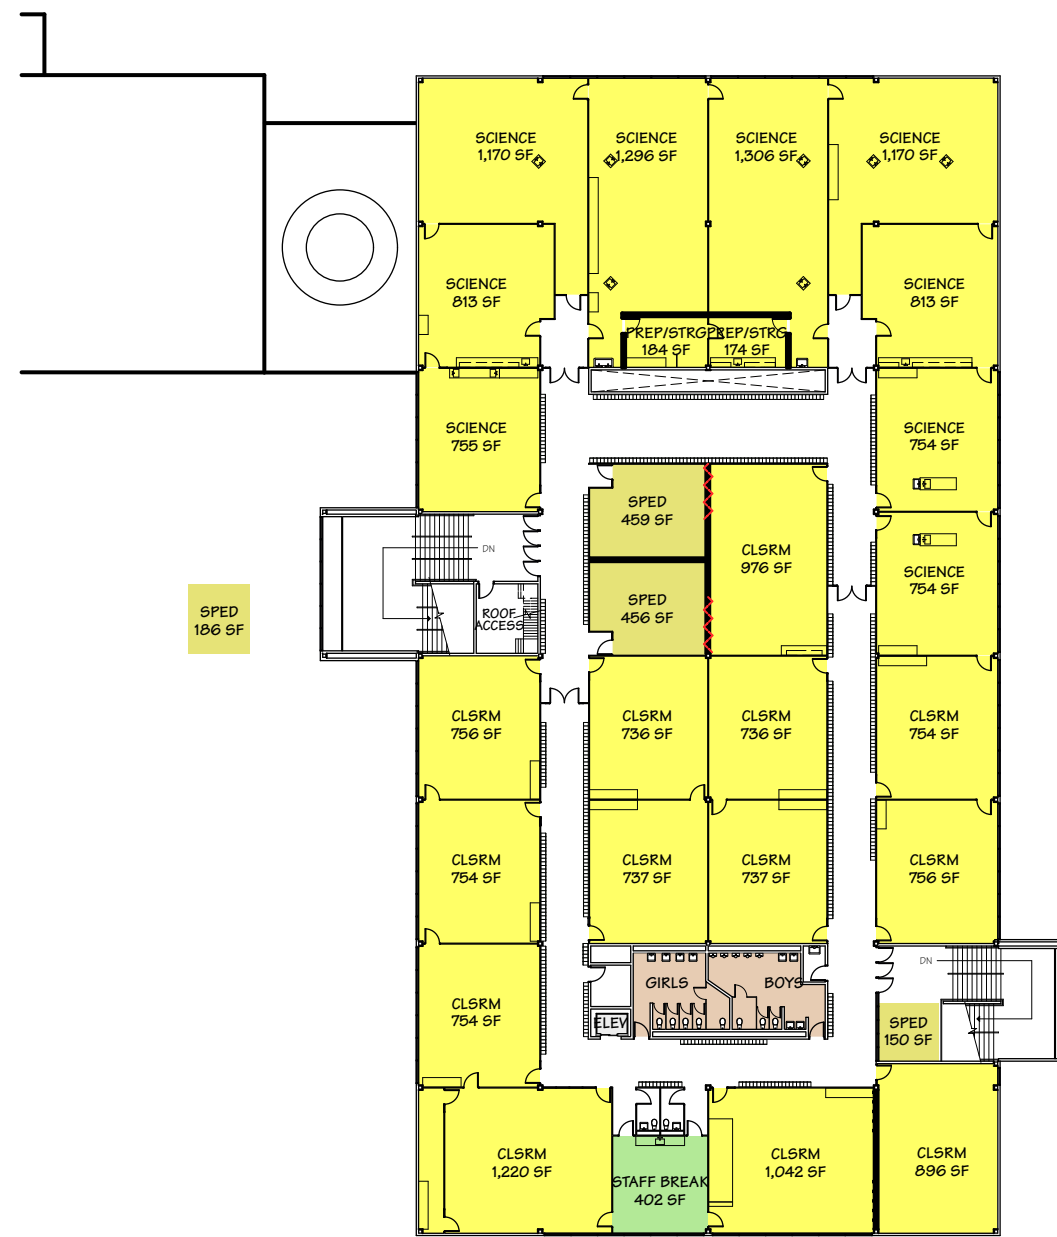 SCIENCE
1,170 SF
SCIENCE
1,296 SF
SCIENCE
1,306 SF
SCIENCE
1,170 SF
SCIENCE
813 SF
SCIENCE
813 SF
PREP/STRG
184 SF
PREP/STRG
174 SF
SCIENCE
755 SF
SCIENCE
754 SF
SPED
459 SF
CLSRM
976 SF
DN
SCIENCE
754 SF
SPED
186 SF
ROOF
ACCESS
SPED
456 SF
CLSRM
756 SF
CLSRM
736 SF
CLSRM
736 SF
CLSRM
754 SF
CLSRM
754 SF
CLSRM
737 SF
CLSRM
737 SF
CLSRM
756 SF
DN
GIRLS
BOYS
CLSRM
754 SF
ELEV
SPED
150 SF
CLSRM
1,220 SF
STAFF BREAK
402 SF
CLSRM
1,042 SF
CLSRM
896 SF